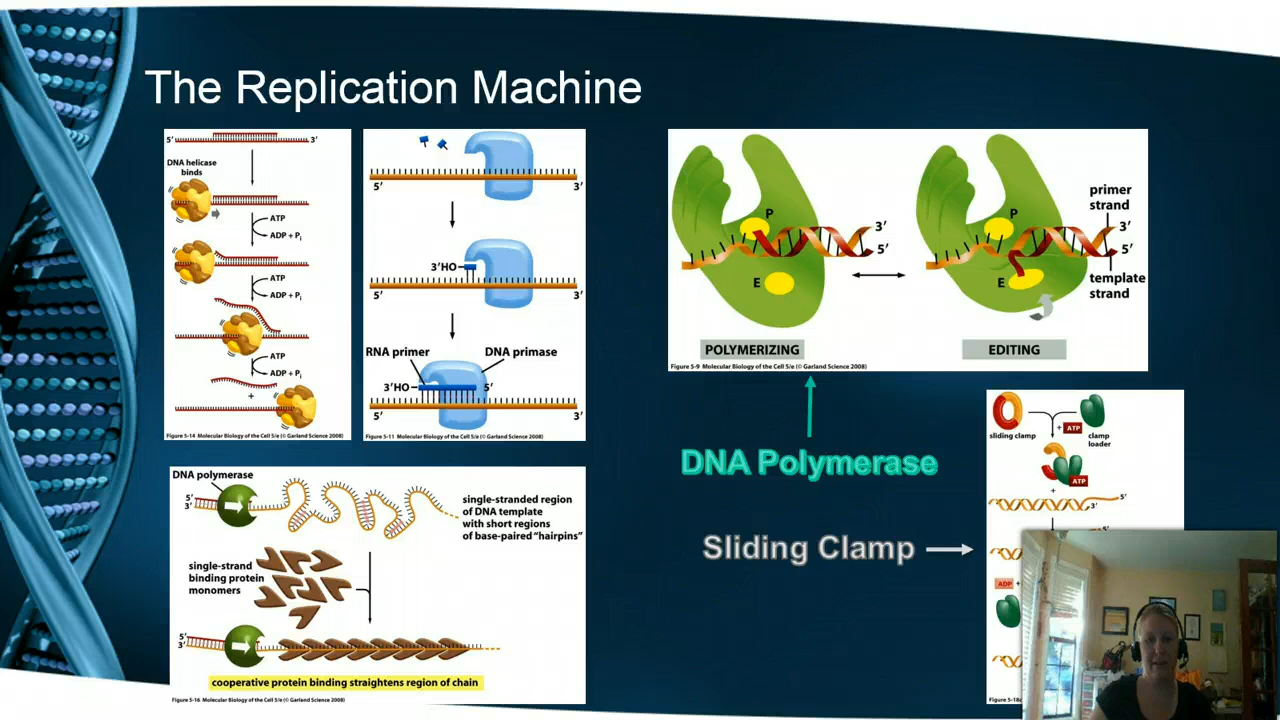 The Replication Machine
5′
3′
DNA helicase
binds
ATP
ADP + Pi
ATP
ADP + Pi
ATP
ADP + Pi
+
Figure 5-14 Molecular Biology of the Cell 5/e (© Garland Science 2008)
5′
3′
3′HO
5′
3′
RNA primer
DNA primase
3′HO
5′
5′
3′
Figure 5-11 Molecular Biology of the Cell 5/e (© Garland Science 2008)
P
3′
5′
E
POLYMERIZING
P
primer
strand
3′
5′
E
template
strand
EDITING
Figure 5-9 Molecular Biology of the Cell 5/e (© Garland Science 2008)
DNA Polymerase
Sliding Clamp
sliding clamp
+ ATP
clamp
loader
ATP
+
5′
3′
5′
ADP +
Figure 5-18
DNA polymerase
5′
3′
single-stranded region
of DNA template
with short regions
of base-paired “hairpins”
single-strand
binding protein
monomers
5′
3′
cooperative protein binding straightens region of chain
Figure 5-16 Molecular Biology of the Cell 5/e (© Garland Science 2008)